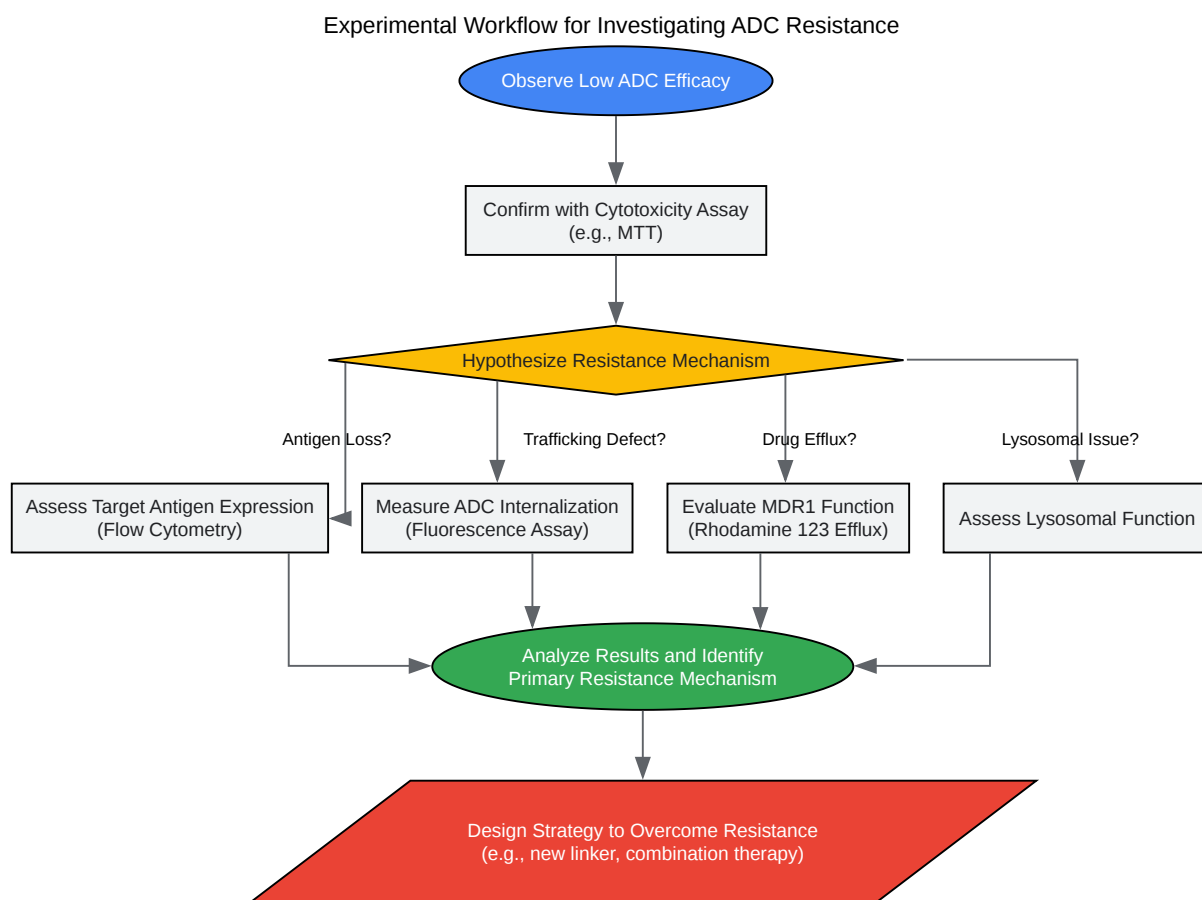 Experimental Workflow for Investigating ADC Resistance
Observe Low ADC Efficacy
Confirm with Cytotoxicity Assay
(e.g., MTT)
Hypothesize Resistance Mechanism
Antigen Loss?
Trafficking Defect?
Drug Efflux?
Lysosomal Issue?
Assess Target Antigen Expression
(Flow Cytometry)
Measure ADC Internalization
(Fluorescence Assay)
Evaluate MDR1 Function
(Rhodamine 123 Efflux)
Assess Lysosomal Function
Analyze Results and Identify
Primary Resistance Mechanism
Design Strategy to Overcome Resistance
(e.g., new linker, combination therapy)